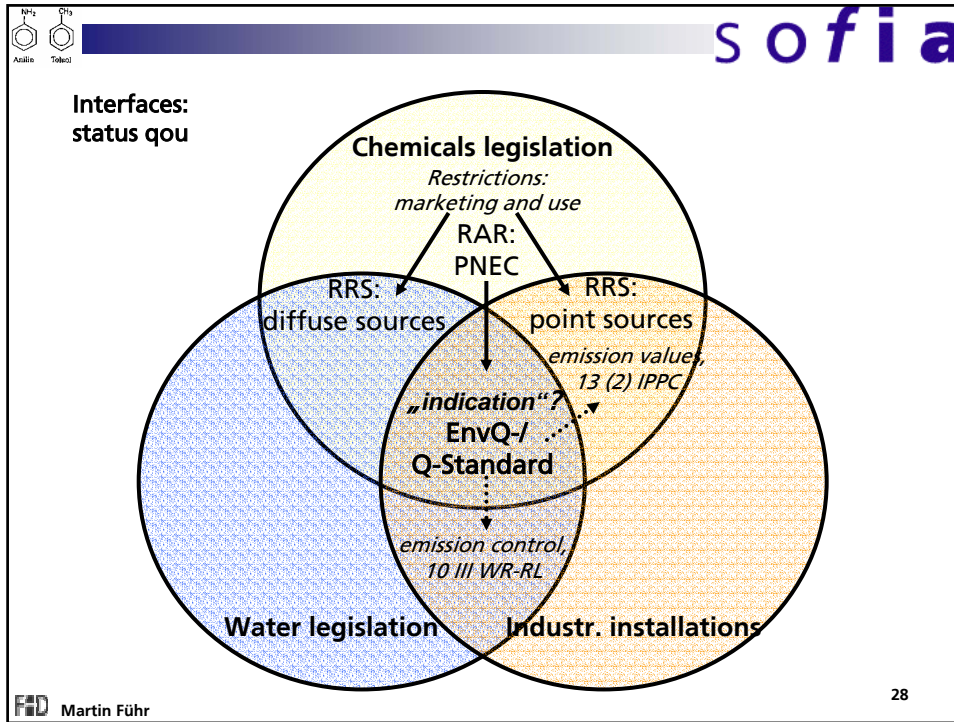 NH₂ CH₃
Anilin Toluol
sofia
Interfaces:
status qou
Chemicals legislation
Restrictions:
marketing and use
RAR:
PNEC
RRS:
diffuse sources
RRS:
point sources
emission values,
13 (2) IPPC
„indication“?
EnvQ-/
Q-Standard
emission control,
10 III WR-RL
Water legislation
Industr. installations
Martin Führ
28